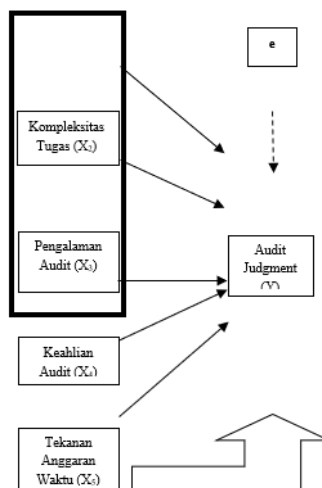 e
Kompleksitas
Tugas (X₂)
Pengalaman
Audit (X₃)
Audit
Judgment
(Y)
Keahlian
Audit (X₄)
Tekanan
Anggaran
Waktu (X₅)